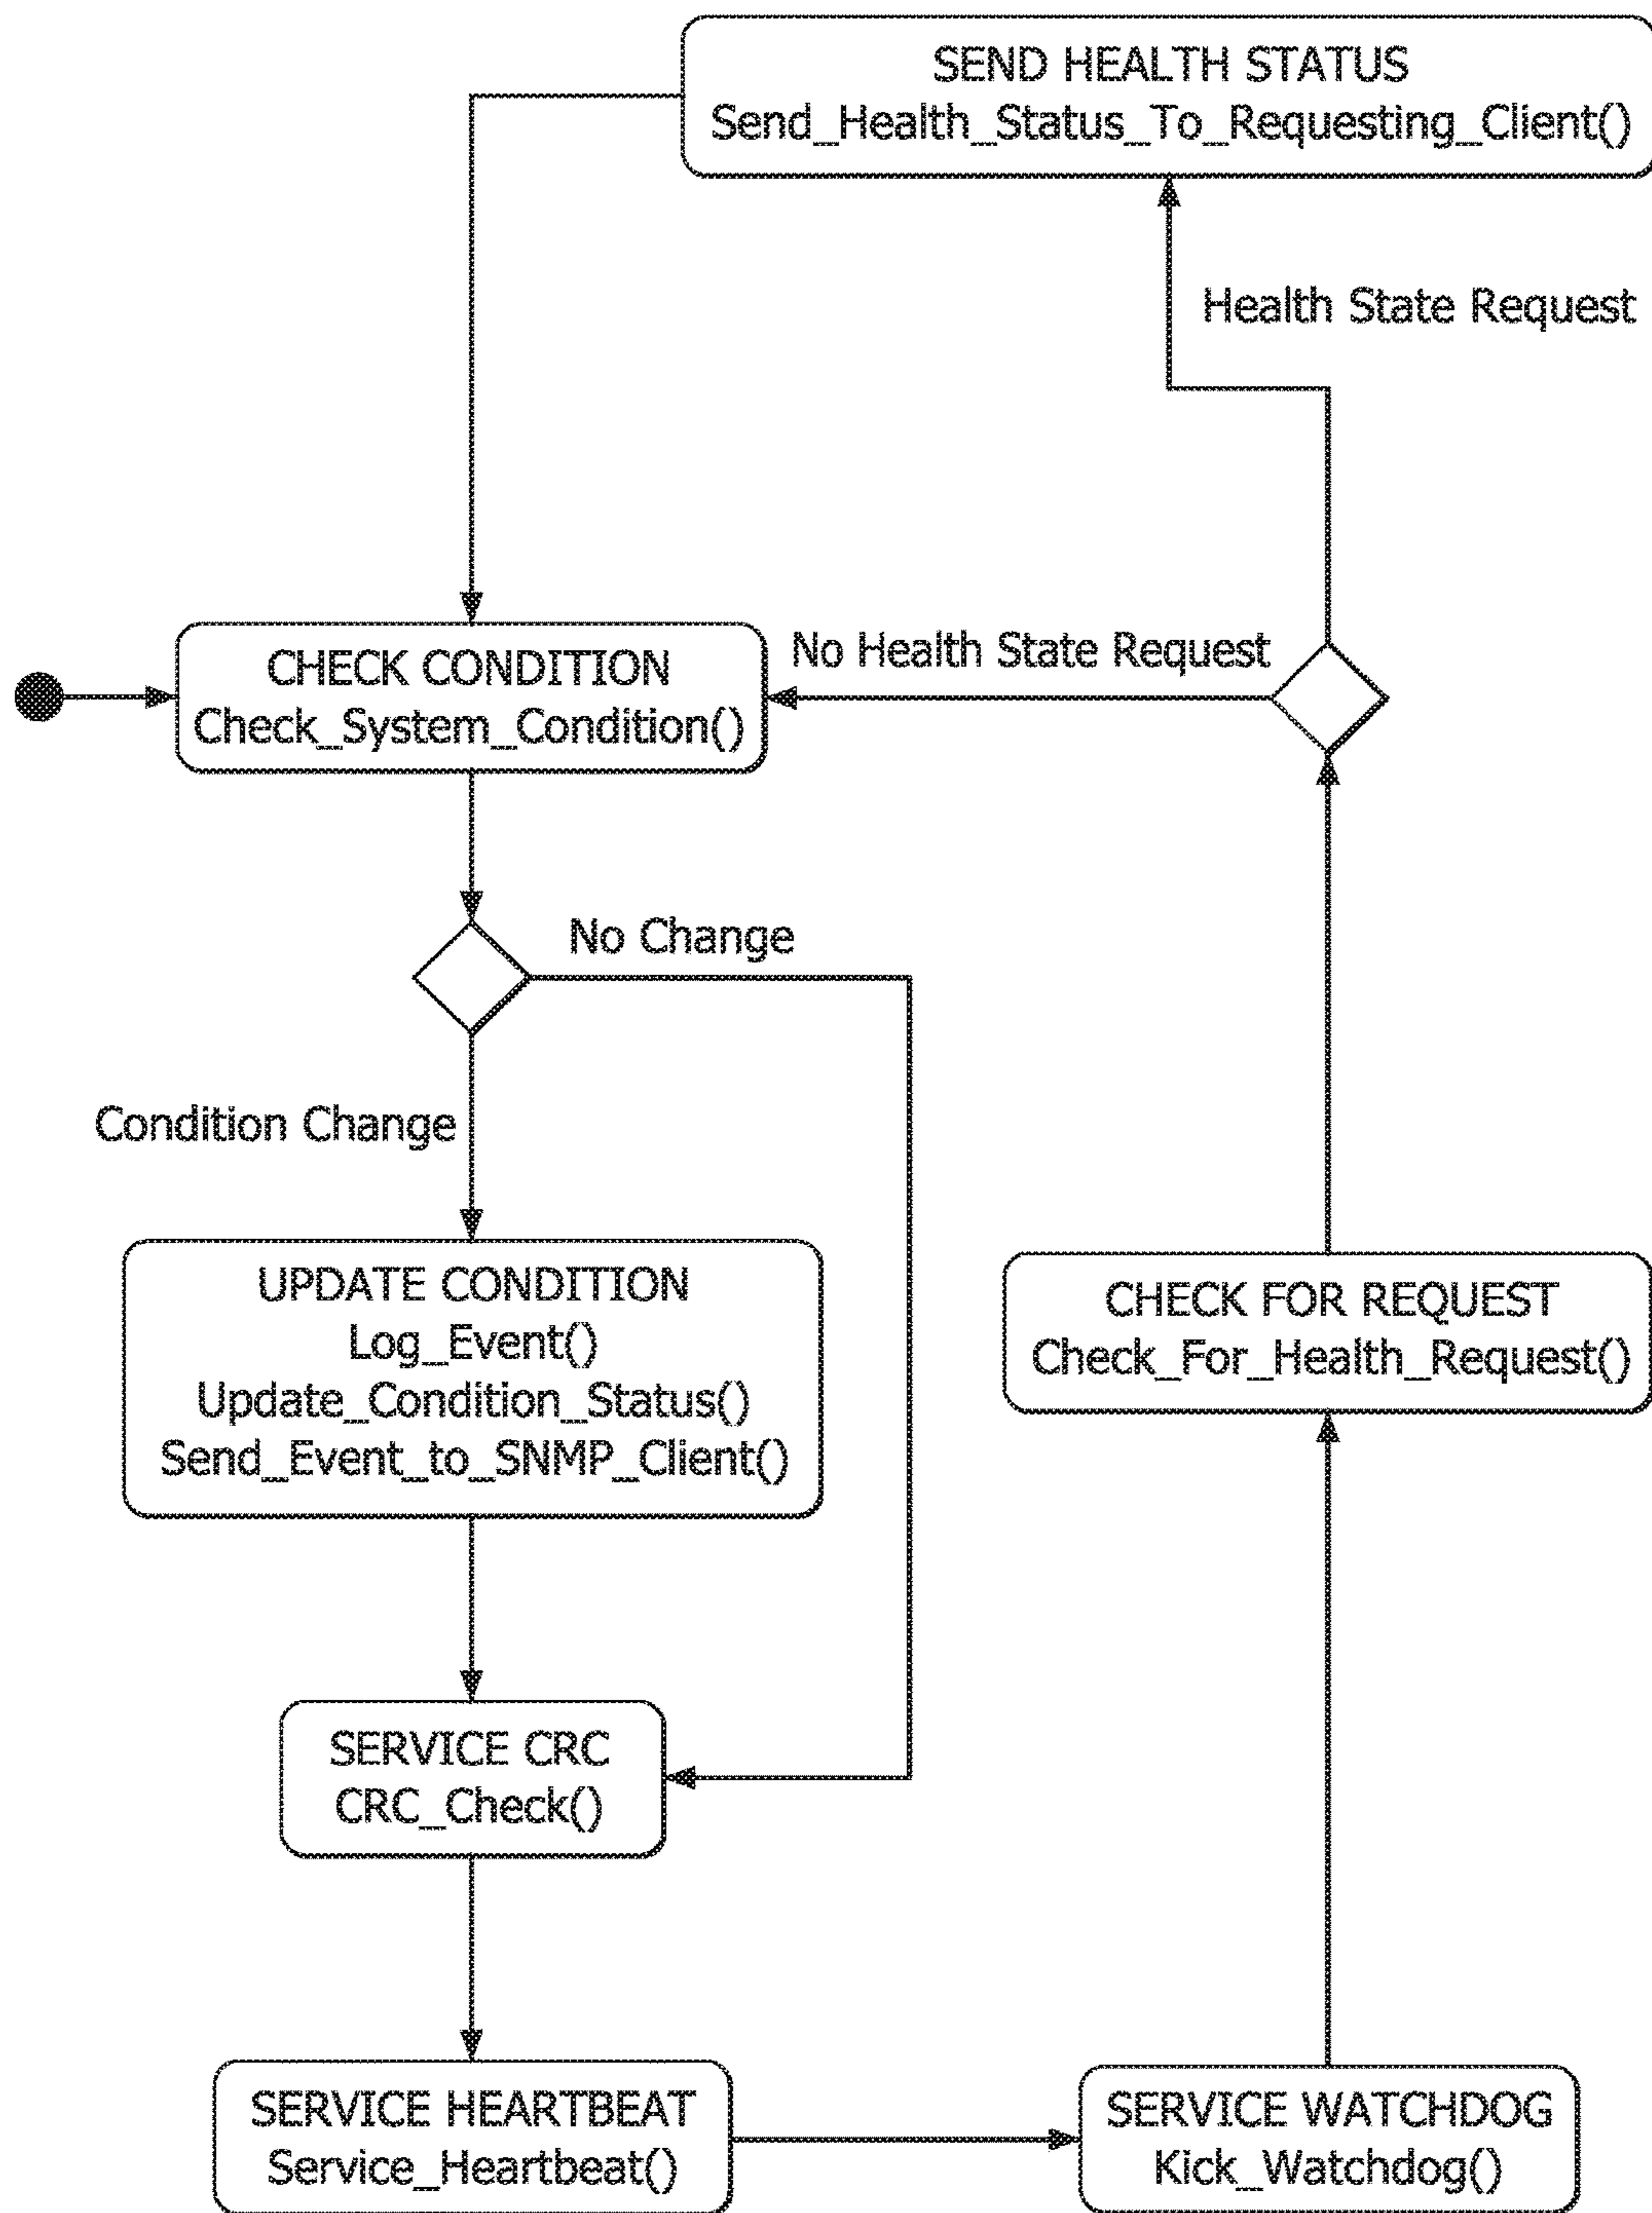 SEND HEALTH STATUS
Send_Health_Status_To_Requesting_Client()
Health State Request
No Health State Request
CHECK CONDITION
Check_System_Condition()
No Change
Condition Change
UPDATE CONDITION
Log_Event()
Update_Condition_Status()
Send_Event_to_SNMP_Client()
CHECK FOR REQUEST
Check_For_Health_Request()
SERVICE CRC
CRC_Check()
SERVICE HEARTBEAT
Service_Heartbeat()
SERVICE WATCHDOG
Kick_Watchdog()